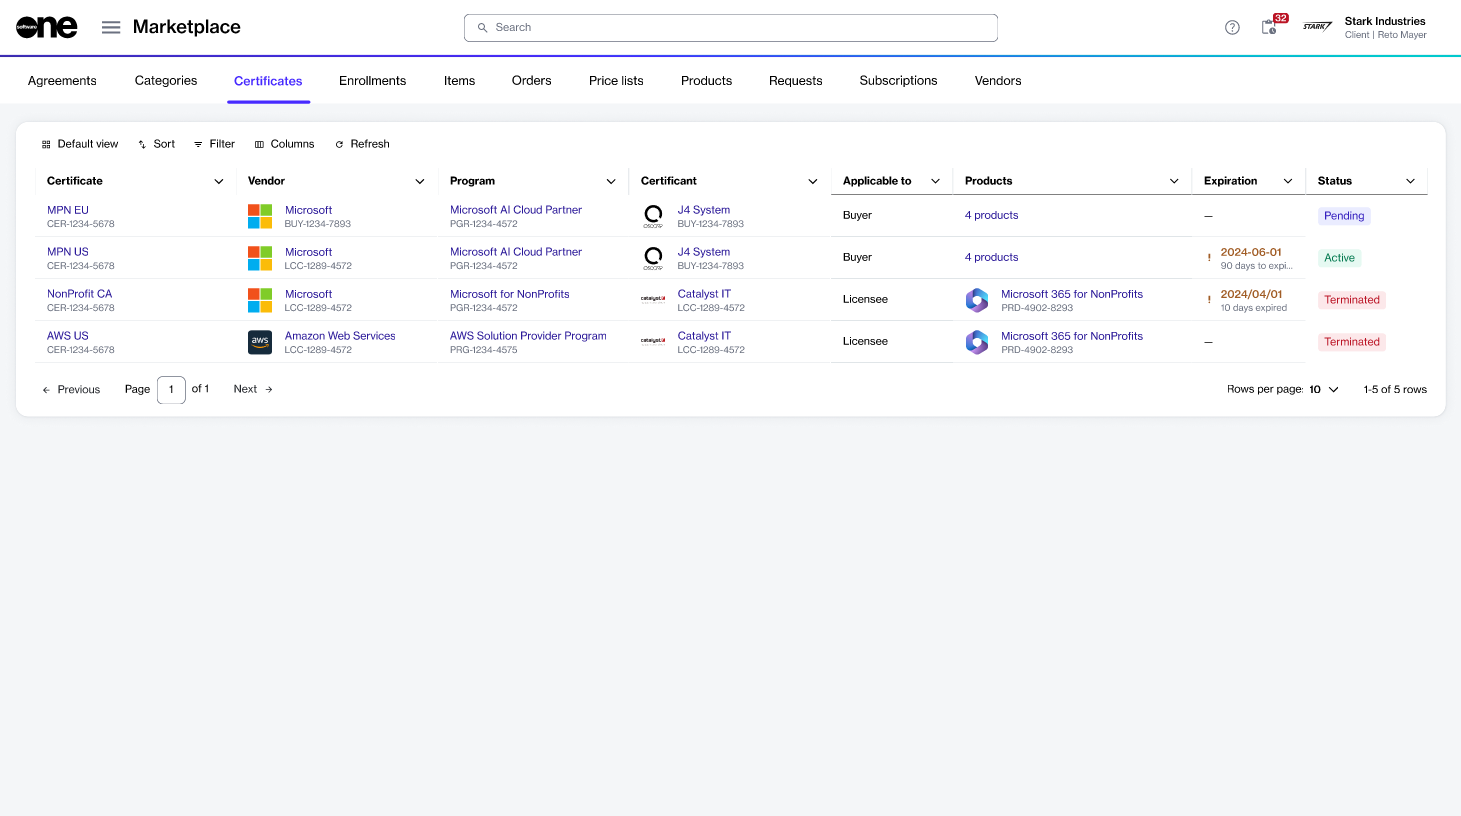 software one
Marketplace
Search
32
STARK
Stark Industries
Client | Reto Mayer
Agreements Categories Certificates Enrollments Items Orders Price lists Products Requests Subscriptions Vendors
Default view Sort Filter Columns Refresh
Certificate Vendor Program Certificant Applicable to Products Expiration Status
MPN EU Microsoft Microsoft AI Cloud Partner J4 System Buyer 4 products — Pending
CER-1234-5678 BUY-1234-7893 PGR-1234-4572 BUY-1234-7893
MPN US Microsoft Microsoft AI Cloud Partner J4 System Buyer 4 products ! 2024-06-01 Active
CER-1234-5678 LCC-1289-4572 PGR-1234-4572 BUY-1234-7893 90 days to expi...
NonProfit CA Microsoft Microsoft for NonProfits catalyst Catalyst IT Licensee Microsoft 365 for NonProfits ! 2024/04/01 Terminated
CER-1234-5678 LCC-1289-4572 PGR-1234-4572 LCC-1289-4572 PRD-4902-8293 10 days expired
AWS US aws Amazon Web Services AWS Solution Provider Program catalyst Catalyst IT Licensee Microsoft 365 for NonProfits — Terminated
CER-1234-5678 LCC-1289-4572 PRG-1234-4575 LCC-1289-4572 PRD-4902-8293
Previous Page 1 of 1 Next Rows per page: 10 1-5 of 5 rows